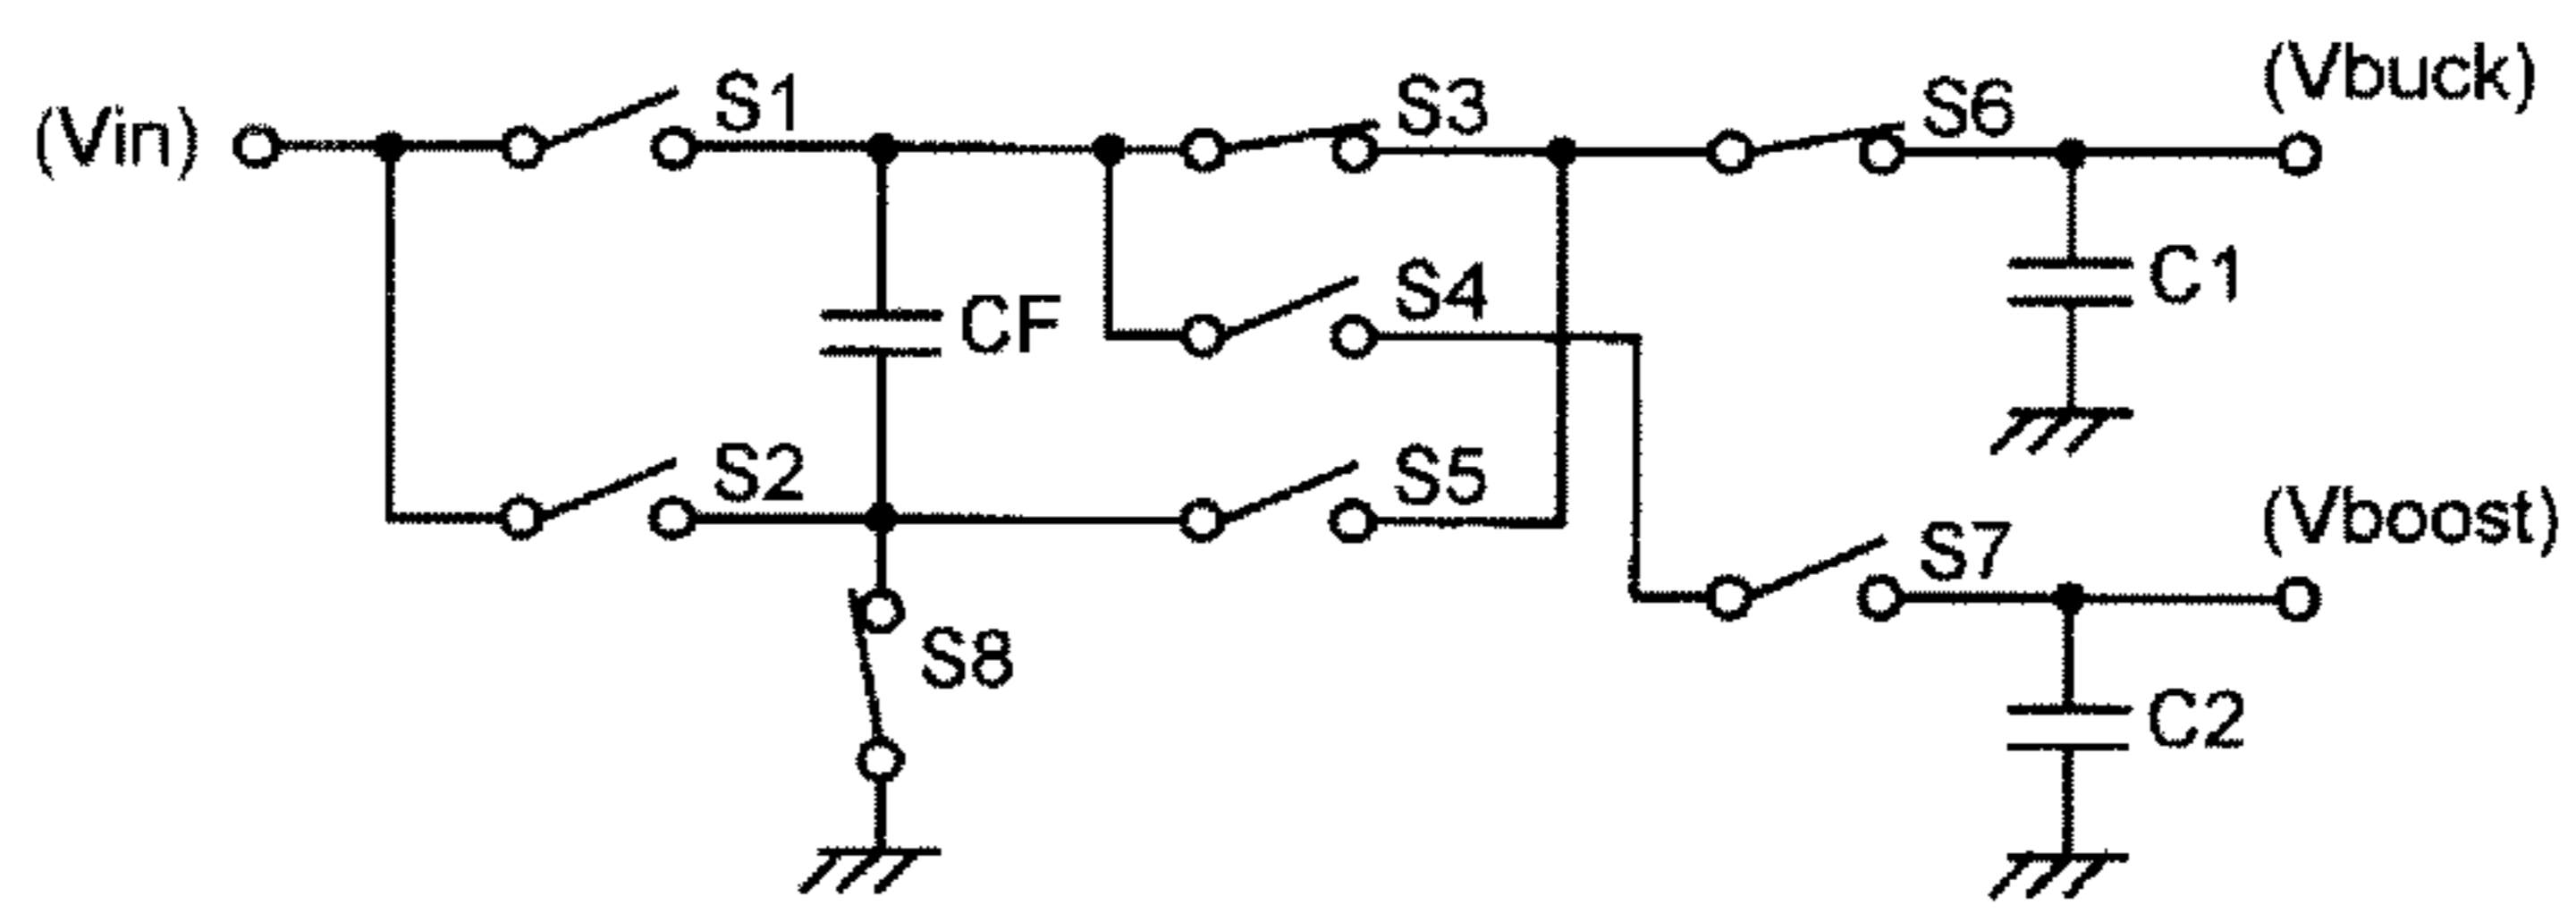 (Vin)
S1
S3
S6
(Vbuck)
CF
S4
C1
S2
S5
S7
(Vboost)
S8
C2